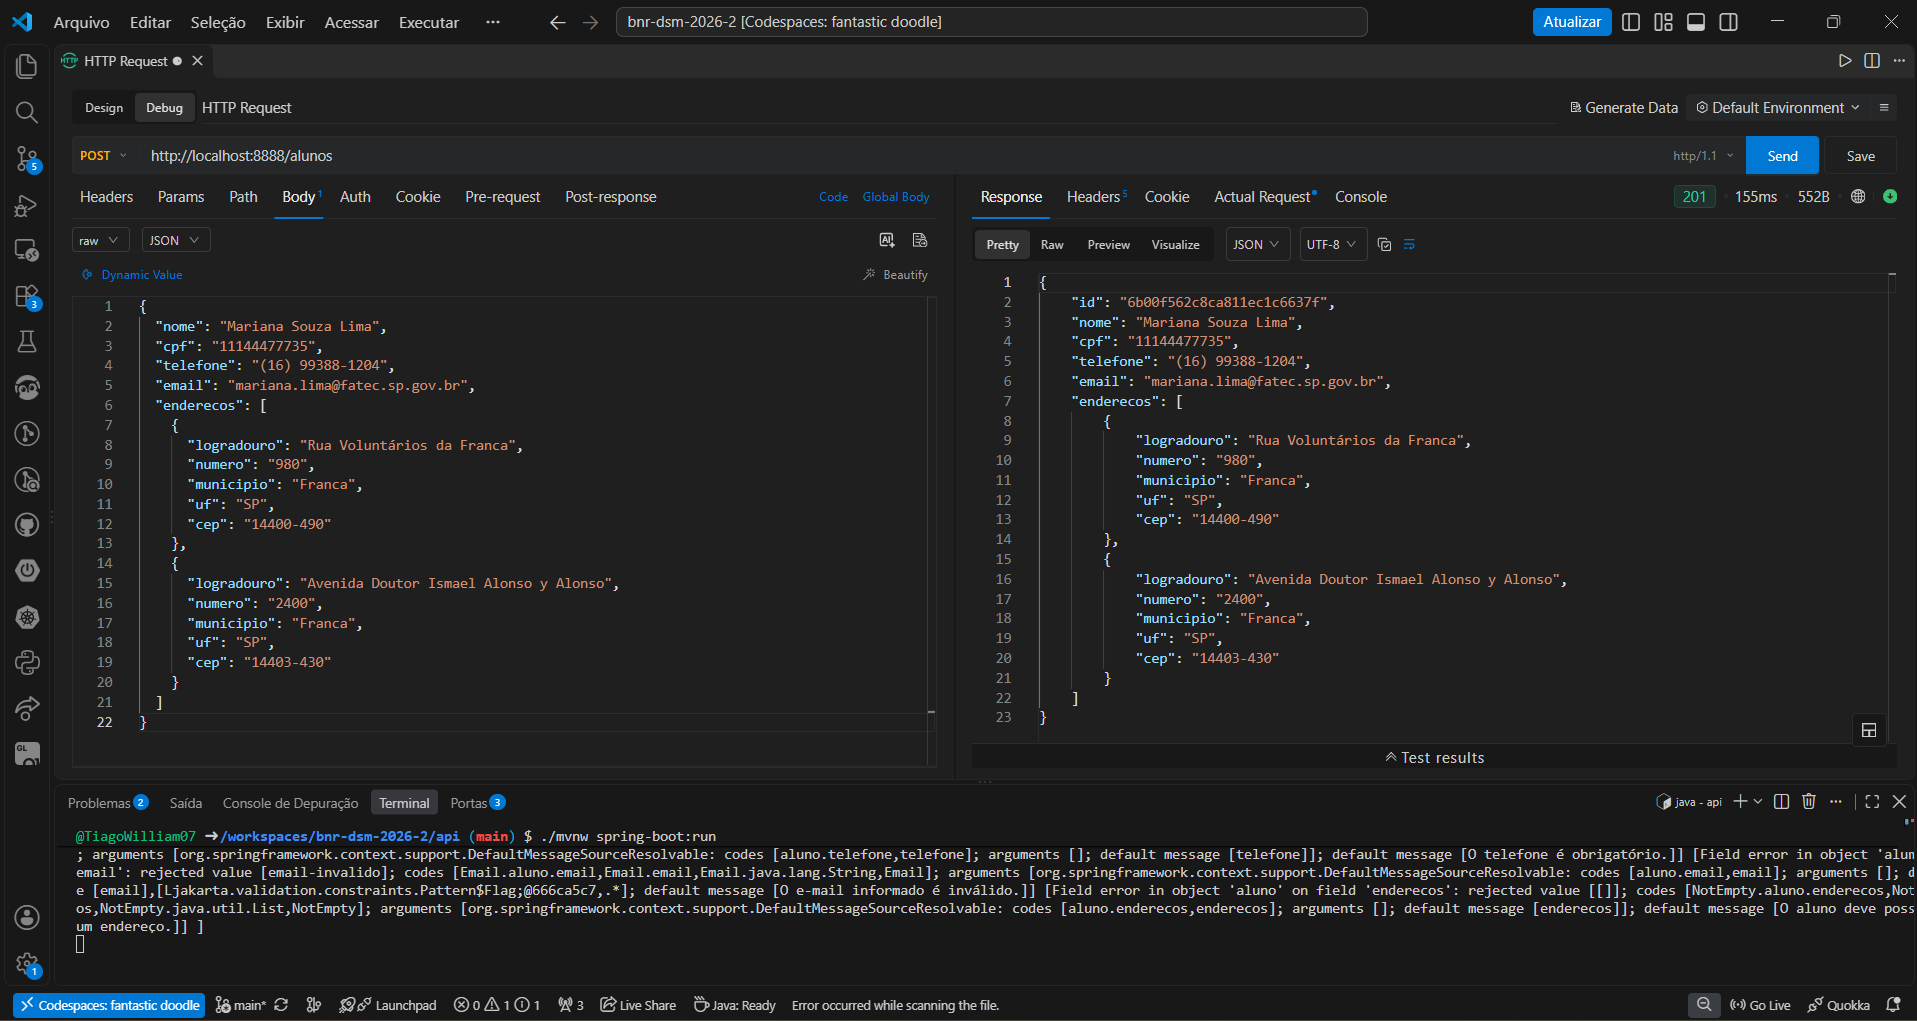 Arquivo Editar Seleção Exibir Acessar Executar ··· bnr-dsm-2026-2 [Codespaces: fantastic doodle] Atualizar
HTTP Request
Design Debug HTTP Request Generate Data Default Environment
POST http://localhost:8888/alunos http/1.1 Send Save
Headers Params Path Body 1 Auth Cookie Pre-request Post-response Code Global Body
raw JSON
Dynamic Value Beautify
1 {
2 "nome": "Mariana Souza Lima",
3 "cpf": "11144477735",
4 "telefone": "(16) 99388-1204",
5 "email": "mariana.lima@fatec.sp.gov.br",
6 "enderecos": [
7 {
8 "logradouro": "Rua Voluntários da Franca",
9 "numero": "980",
10 "municipio": "Franca",
11 "uf": "SP",
12 "cep": "14400-490"
13 },
14 {
15 "logradouro": "Avenida Doutor Ismael Alonso y Alonso",
16 "numero": "2400",
17 "municipio": "Franca",
18 "uf": "SP",
19 "cep": "14403-430"
20 }
21 ]
22 }
Response Headers 5 Cookie Actual Request Console 201 155ms 552B
Pretty Raw Preview Visualize JSON UTF-8
1 {
2 "id": "6b00f562c8ca811ec1c6637f",
3 "nome": "Mariana Souza Lima",
4 "cpf": "11144477735",
5 "telefone": "(16) 99388-1204",
6 "email": "mariana.lima@fatec.sp.gov.br",
7 "enderecos": [
8 {
9 "logradouro": "Rua Voluntários da Franca",
10 "numero": "980",
11 "municipio": "Franca",
12 "uf": "SP",
13 "cep": "14400-490"
14 },
15 {
16 "logradouro": "Avenida Doutor Ismael Alonso y Alonso",
17 "numero": "2400",
18 "municipio": "Franca",
19 "uf": "SP",
20 "cep": "14403-430"
21 }
22 ]
23 }
Test results
5
3
GL
1
Problemas 2 Saída Console de Depuração Terminal Portas 3 java - api
@TiagoWilliam07 ➜ /workspaces/bnr-dsm-2026-2/api (main) $ ./mvnw spring-boot:run
; arguments [org.springframework.context.support.DefaultMessageSourceResolvable: codes [aluno.telefone,telefone]; arguments []; default message [telefone]]; default message [O telefone é obrigatório.]] [Field error in object 'alun
email': rejected value [email-invalido]; codes [Email.aluno.email,Email.email,Email.java.lang.String,Email]; arguments [org.springframework.context.support.DefaultMessageSourceResolvable: codes [aluno.email,email]; arguments []; d
e [email],[Ljakarta.validation.constraints.Pattern$Flag;@666ca5c7,.*]; default message [O e-mail informado é inválido.]] [Field error in object 'aluno' on field 'enderecos': rejected value [[]]; codes [NotEmpty.aluno.enderecos,Not
os,NotEmpty.java.util.List,NotEmpty]; arguments [org.springframework.context.support.DefaultMessageSourceResolvable: codes [aluno.enderecos,enderecos]; arguments []; default message [enderecos]]; default message [O aluno deve poss
um endereço.]] ]
Codespaces: fantastic doodle main* Launchpad 0 1 1 3 Live Share Java: Ready Error occurred while scanning the file. Go Live Quokka